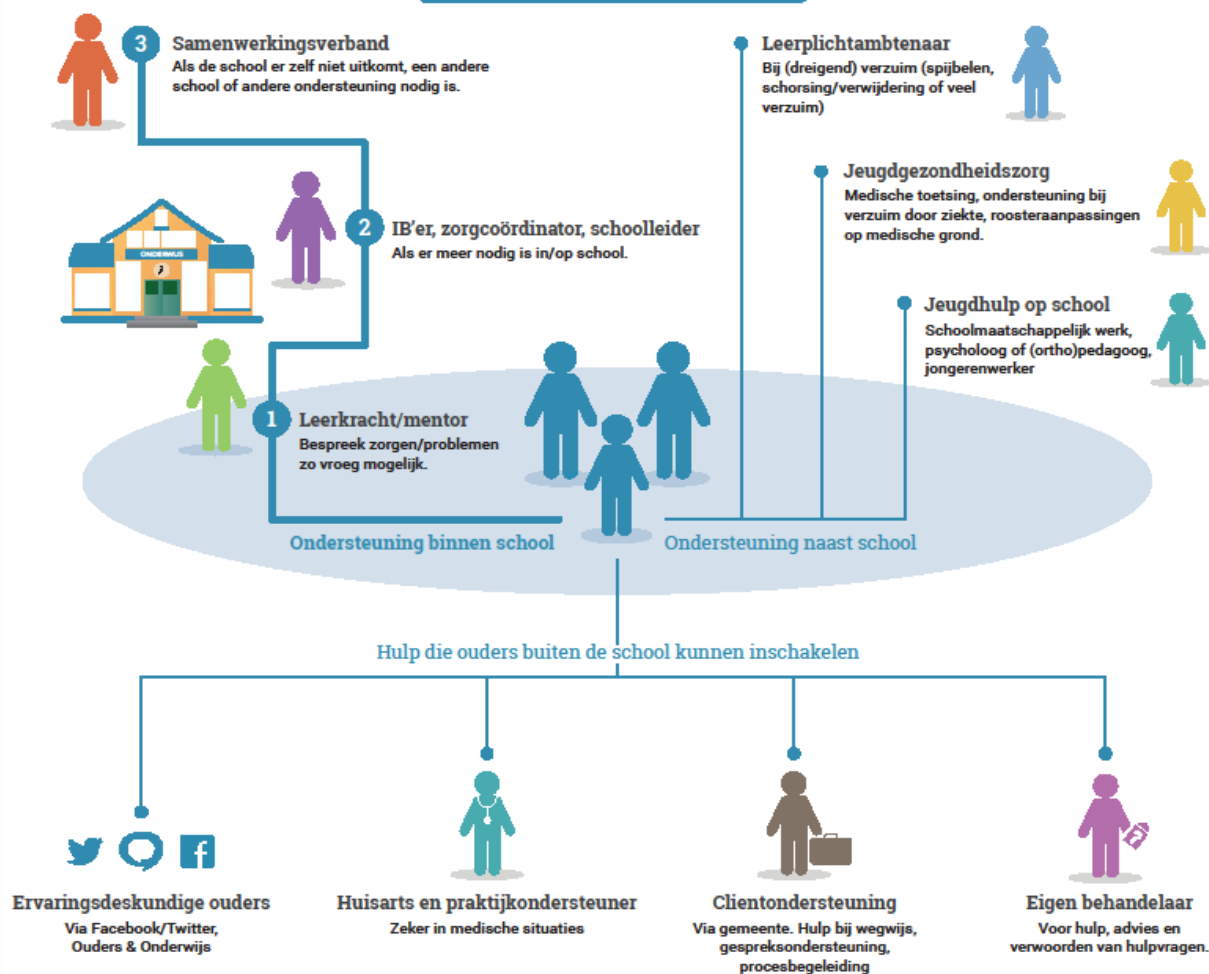 3
Samenwerkingsverband
Als de school er zelf niet uitkomt, een andere
school of andere ondersteuning nodig is.
Leerplichtambtenaar
Bij (dreigend) verzuim (spijbelen,
schorsing/verwijdering of veel
verzuim)
Jeugdgezondheidszorg
Medische toetsing, ondersteuning bij
verzuim door ziekte, roosteraanpassingen
op medische grond.
2
IB'er, zorgcoördinator, schoolleider
Als er meer nodig is in/op school.
ONDERWIJS
Jeugdhulp op school
Schoolmaatschappelijk werk,
psycholoog of (ortho)pedagoog,
jongerenwerker
1
Leerkracht/mentor
Bespreek zorgen/problemen
zo vroeg mogelijk.
Ondersteuning binnen school
Ondersteuning naast school
Hulp die ouders buiten de school kunnen inschakelen
Ervaringsdeskundige ouders
Via Facebook/Twitter,
Ouders & Onderwijs
Huisarts en praktijkondersteuner
Zeker in medische situaties
Clientondersteuning
Via gemeente. Hulp bij wegwijs,
gespreksondersteuning,
procesbegeleiding
Eigen behandelaar
Voor hulp, advies en
verwoorden van hulpvragen.